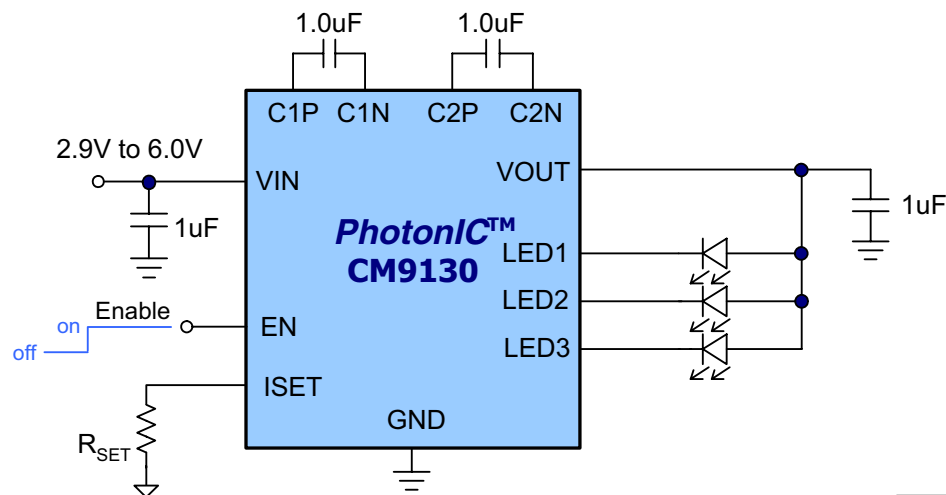 1.0uF
1.0uF
C1P
C1N
C2P
C2N
2.9V to 6.0V
VIN
VOUT
1uF
1uF
PhotonIC™
CM9130
LED1
LED2
LED3
Enable
on
off
EN
ISET
RSET
GND